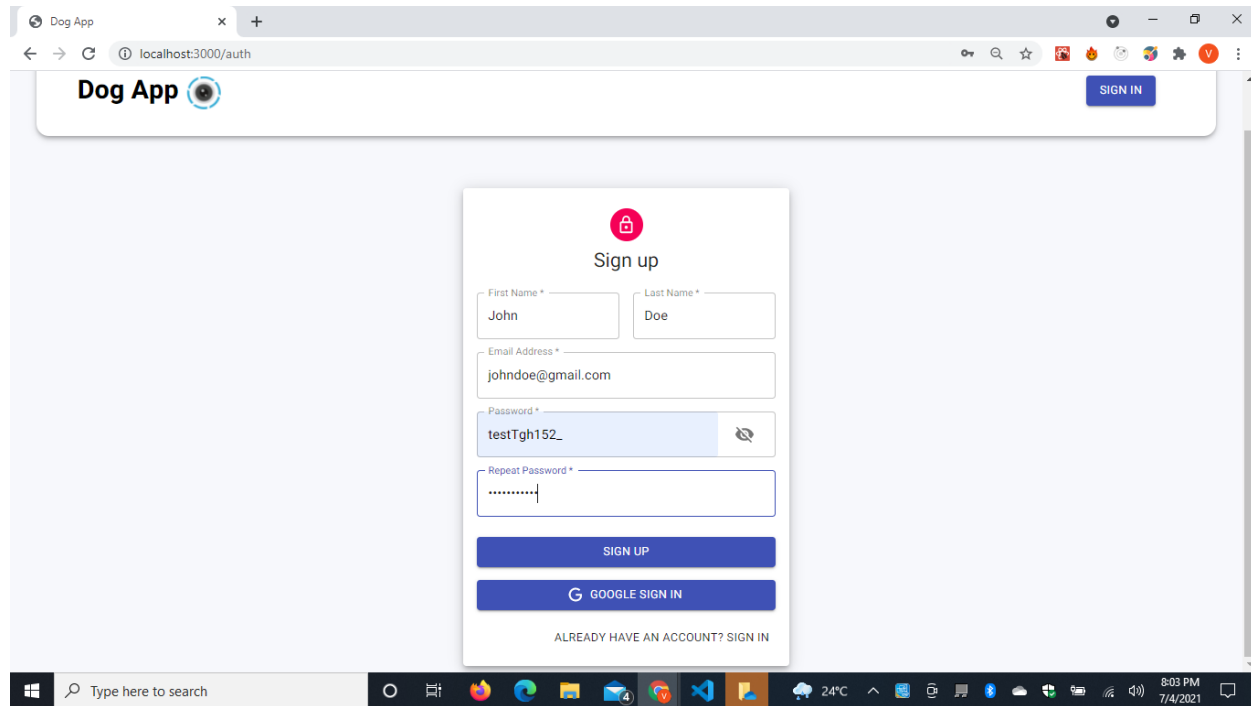 Dog App
localhost:3000/auth
V
Dog App
SIGN IN
Sign up
First Name *
John
Last Name *
Doe
Email Address *
johndoe@gmail.com
Password *
testTgh152_
Repeat Password *
•••••••••••
SIGN UP
G GOOGLE SIGN IN
ALREADY HAVE AN ACCOUNT? SIGN IN
Type here to search
4
V
24°C
8:03 PM
7/4/2021